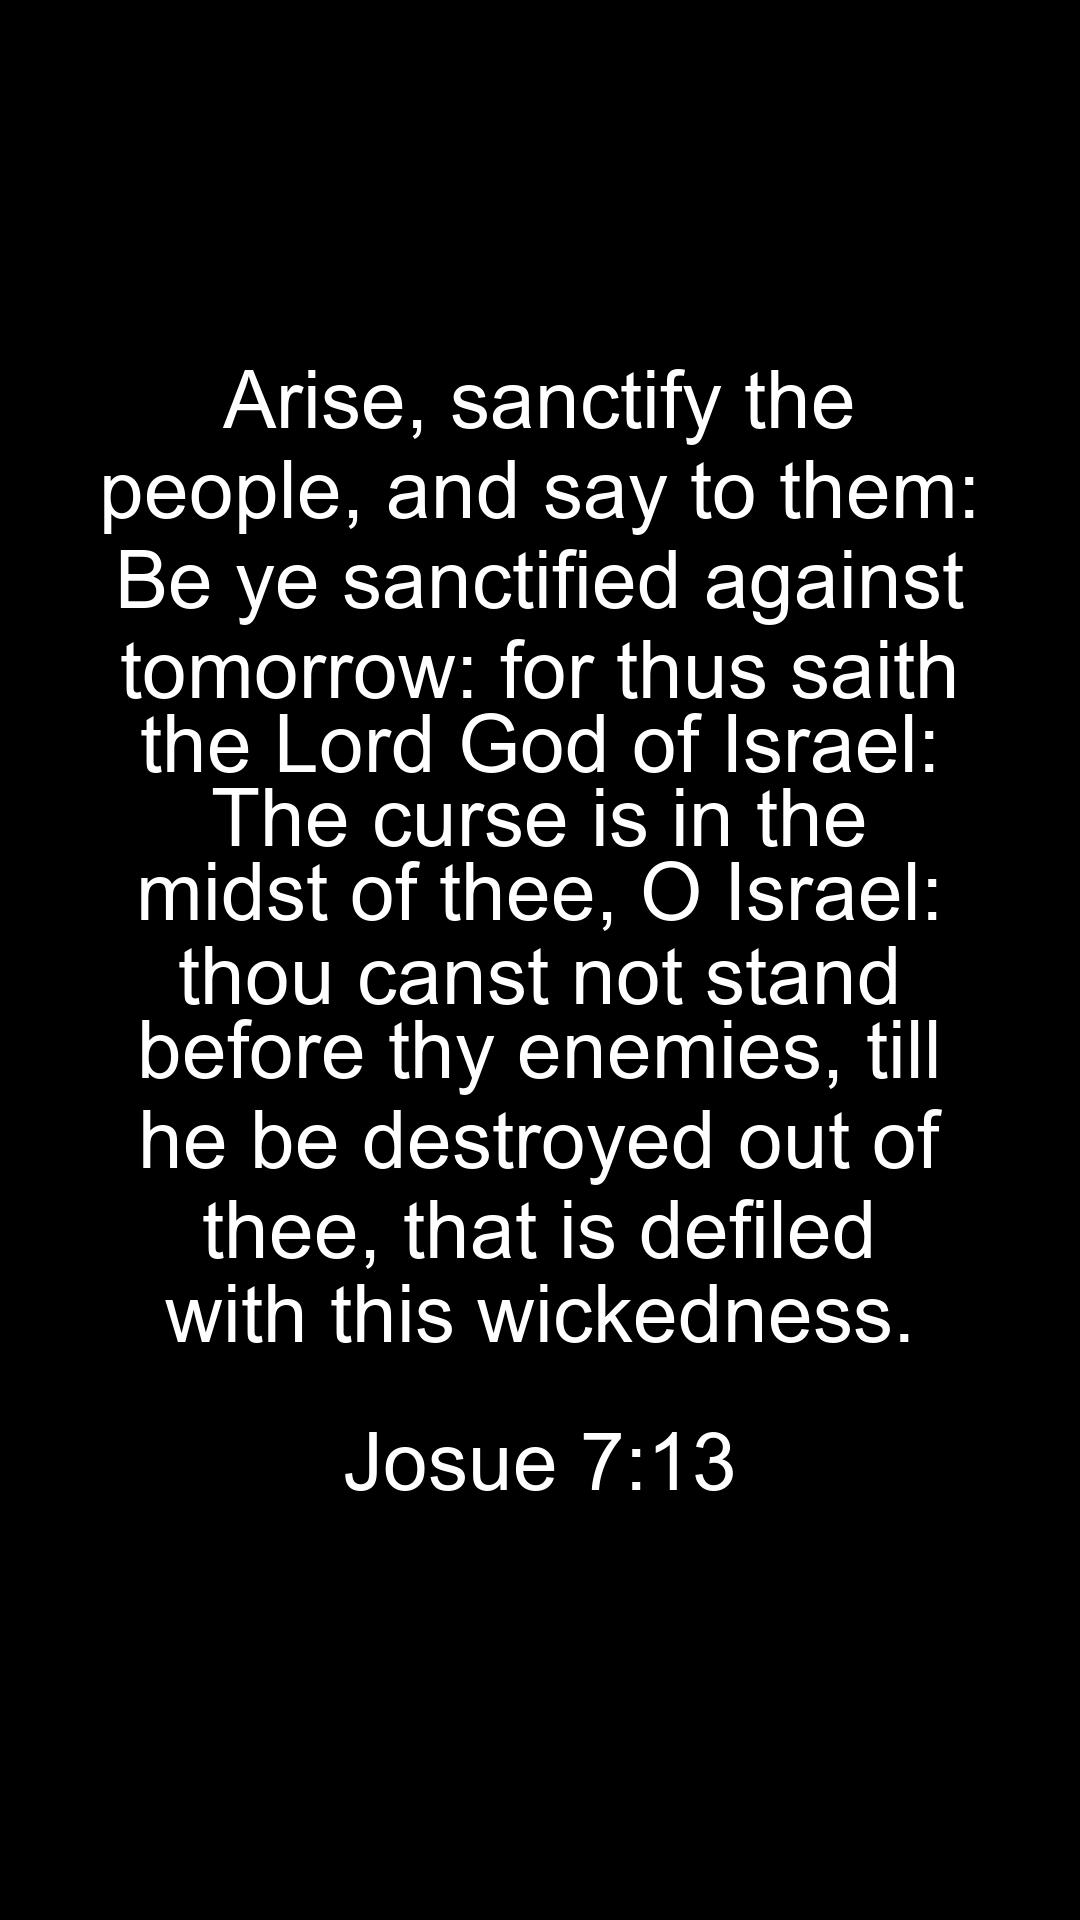 Arise, sanctify the
people, and say to them:
Be ye sanctified against
tomorrow: for thus saith
the Lord God of Israel:
The curse is in the
midst of thee, O Israel:
thou canst not stand
before thy enemies, till
he be destroyed out of
thee, that is defiled
with this wickedness.
Josue 7:13